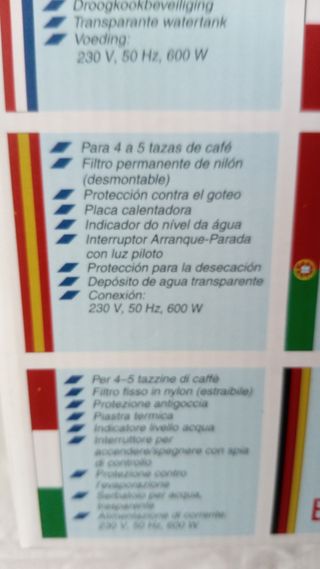 Droogkookbeveiliging
Transparante watertank
Voeding:
230 V, 50 Hz, 600 W
Para 4 a 5 tazas de café
Filtro permanente de nilón
(desmontable)
Protección contra el goteo
Placa calentadora
Indicador do nível da água
Interruptor Arranque-Parada
con luz piloto
Protección para la desecación
Depósito de agua transparente
Conexión:
230 V, 50 Hz, 600 W
Per 4–5 tazzine di caffè
Filtro fisso in nylon (estraibile)
Protezione antigoccia
Piastra termica
Indicatore livello acqua
Interruttore per
accendere/spegnere con spia
di controllo
Protezione contro
l'evaporazione
Serbatoio per acqua,
trasparente
Alimentazione di corrente:
230 V, 50 Hz, 600 W